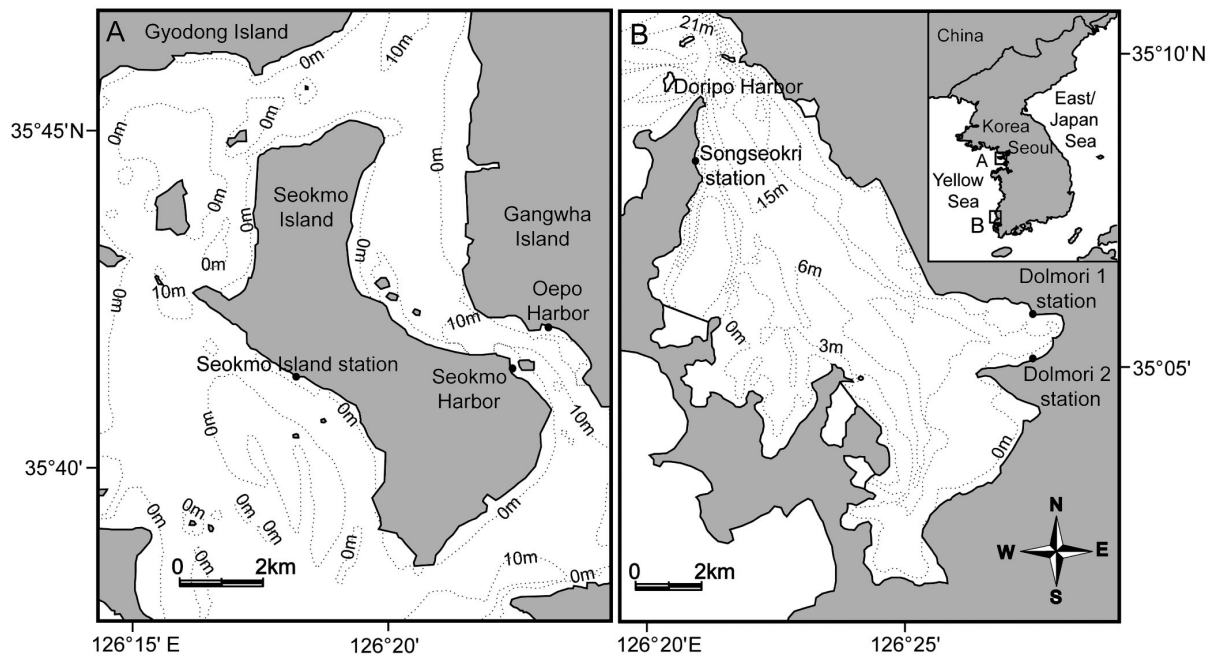 A
Gyodong Island
0m
10m
0m
0m
35°45'N
0m
0m
Seokmo
Island
0m
0m
Gangwha
Island
0m
0m
10m
0m
Oepo
Harbor
10m
Seokmo Island station
Seokmo
Harbor
0m
0m
10m
35°40'
0m
0m
0m
0m
0m
0m
0m
10m
0m
0 2km
126°15' E
126°20'
B
21m
Doripo Harbor
Songseokri
station
15m
6m
0m
3m
Dolmori 1
station
Dolmori 2
station
0m
35°10'N
35°05'
China
East/
Japan
Sea
Korea
Seoul
A
Yellow
Sea
B
N
W E
S
0 2km
126°20'E
126°25'